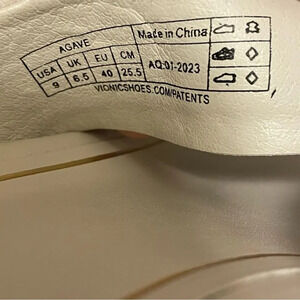 AGAVE
Made in China
USA UK EU CM
9 6.5 40 25.5
AQ-01-2023
VIONICSHOES.COM/PATENTS